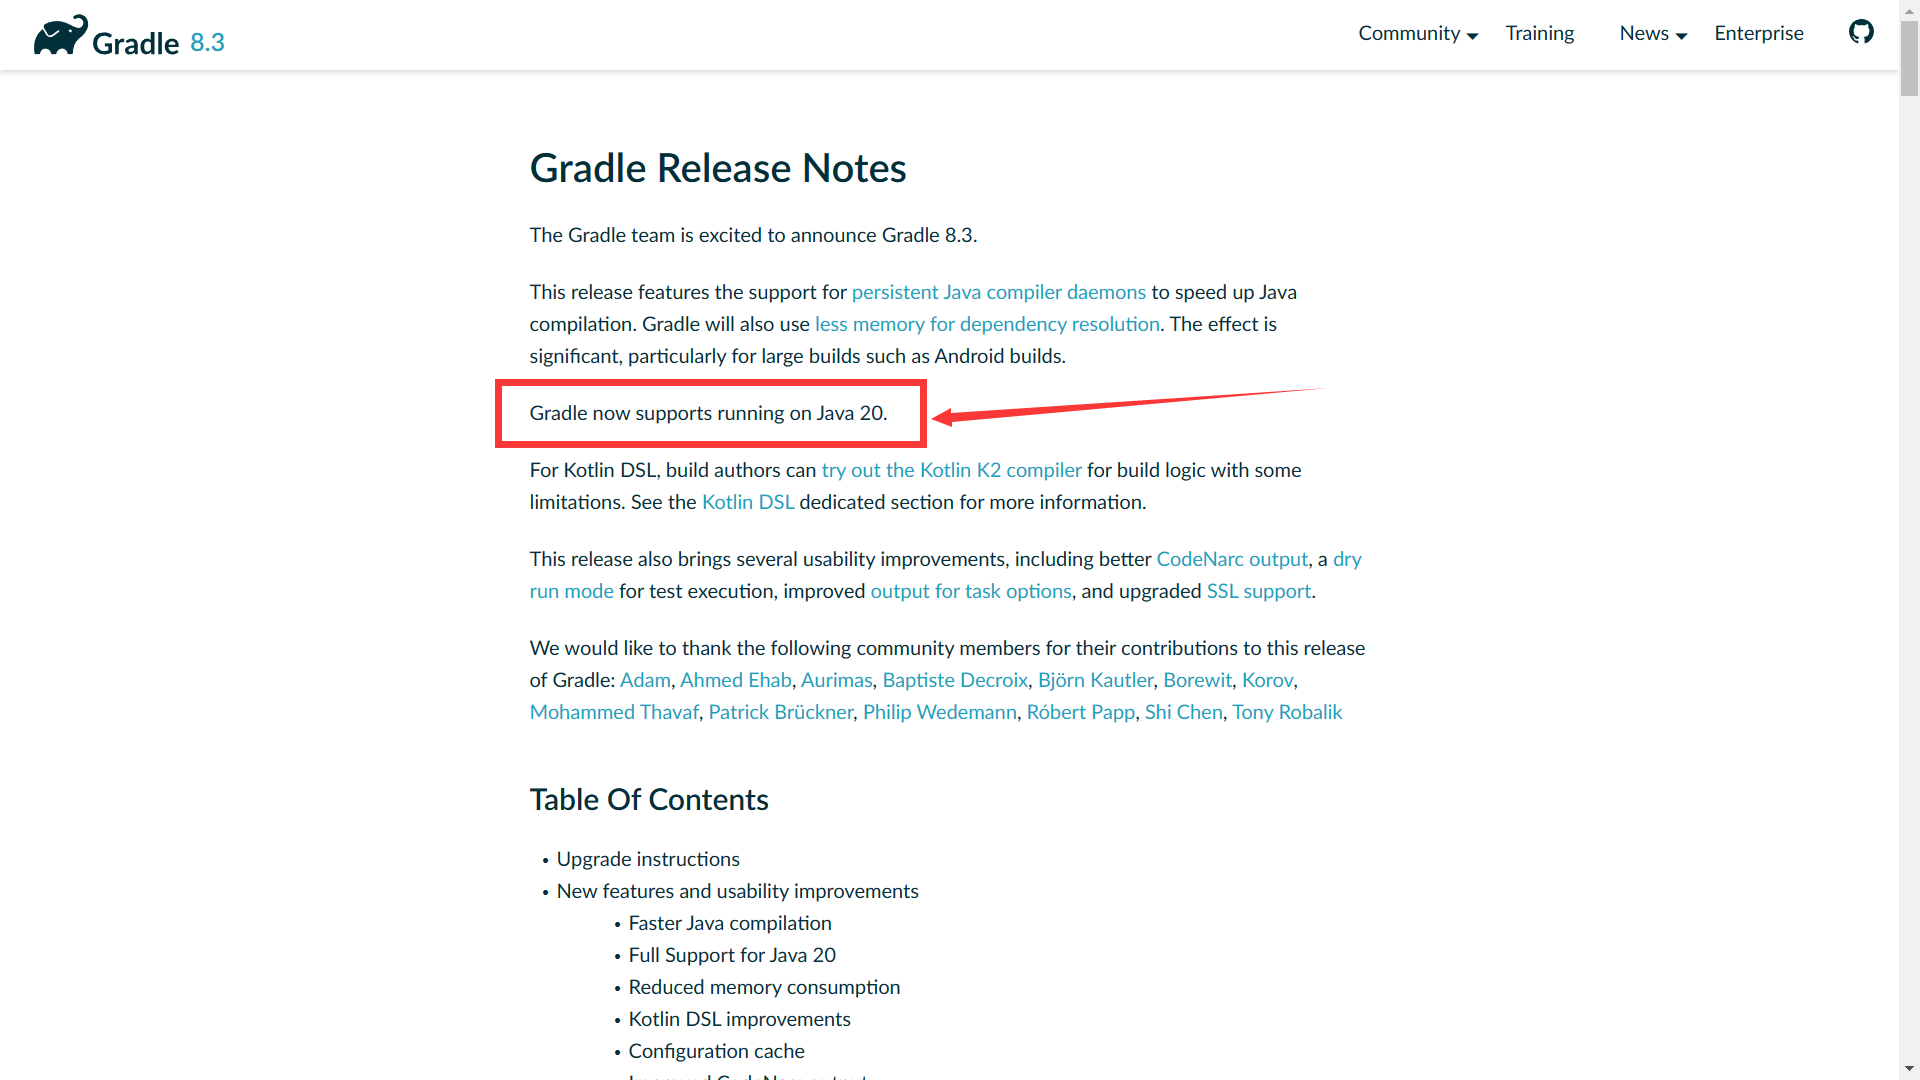 Gradle 8.3
Community
Training
News
Enterprise
Gradle Release Notes
The Gradle team is excited to announce Gradle 8.3.
This release features the support for persistent Java compiler daemons to speed up Java
compilation. Gradle will also use less memory for dependency resolution. The effect is
significant, particularly for large builds such as Android builds.
Gradle now supports running on Java 20.
For Kotlin DSL, build authors can try out the Kotlin K2 compiler for build logic with some
limitations. See the Kotlin DSL dedicated section for more information.
This release also brings several usability improvements, including better CodeNarc output, a dry
run mode for test execution, improved output for task options, and upgraded SSL support.
We would like to thank the following community members for their contributions to this release
of Gradle: Adam, Ahmed Ehab, Aurimas, Baptiste Decroix, Björn Kautler, Borewit, Korov,
Mohammed Thavaf, Patrick Brückner, Philip Wedemann, Róbert Papp, Shi Chen, Tony Robalik
Table Of Contents
• Upgrade instructions
• New features and usability improvements
• Faster Java compilation
• Full Support for Java 20
• Reduced memory consumption
• Kotlin DSL improvements
• Configuration cache